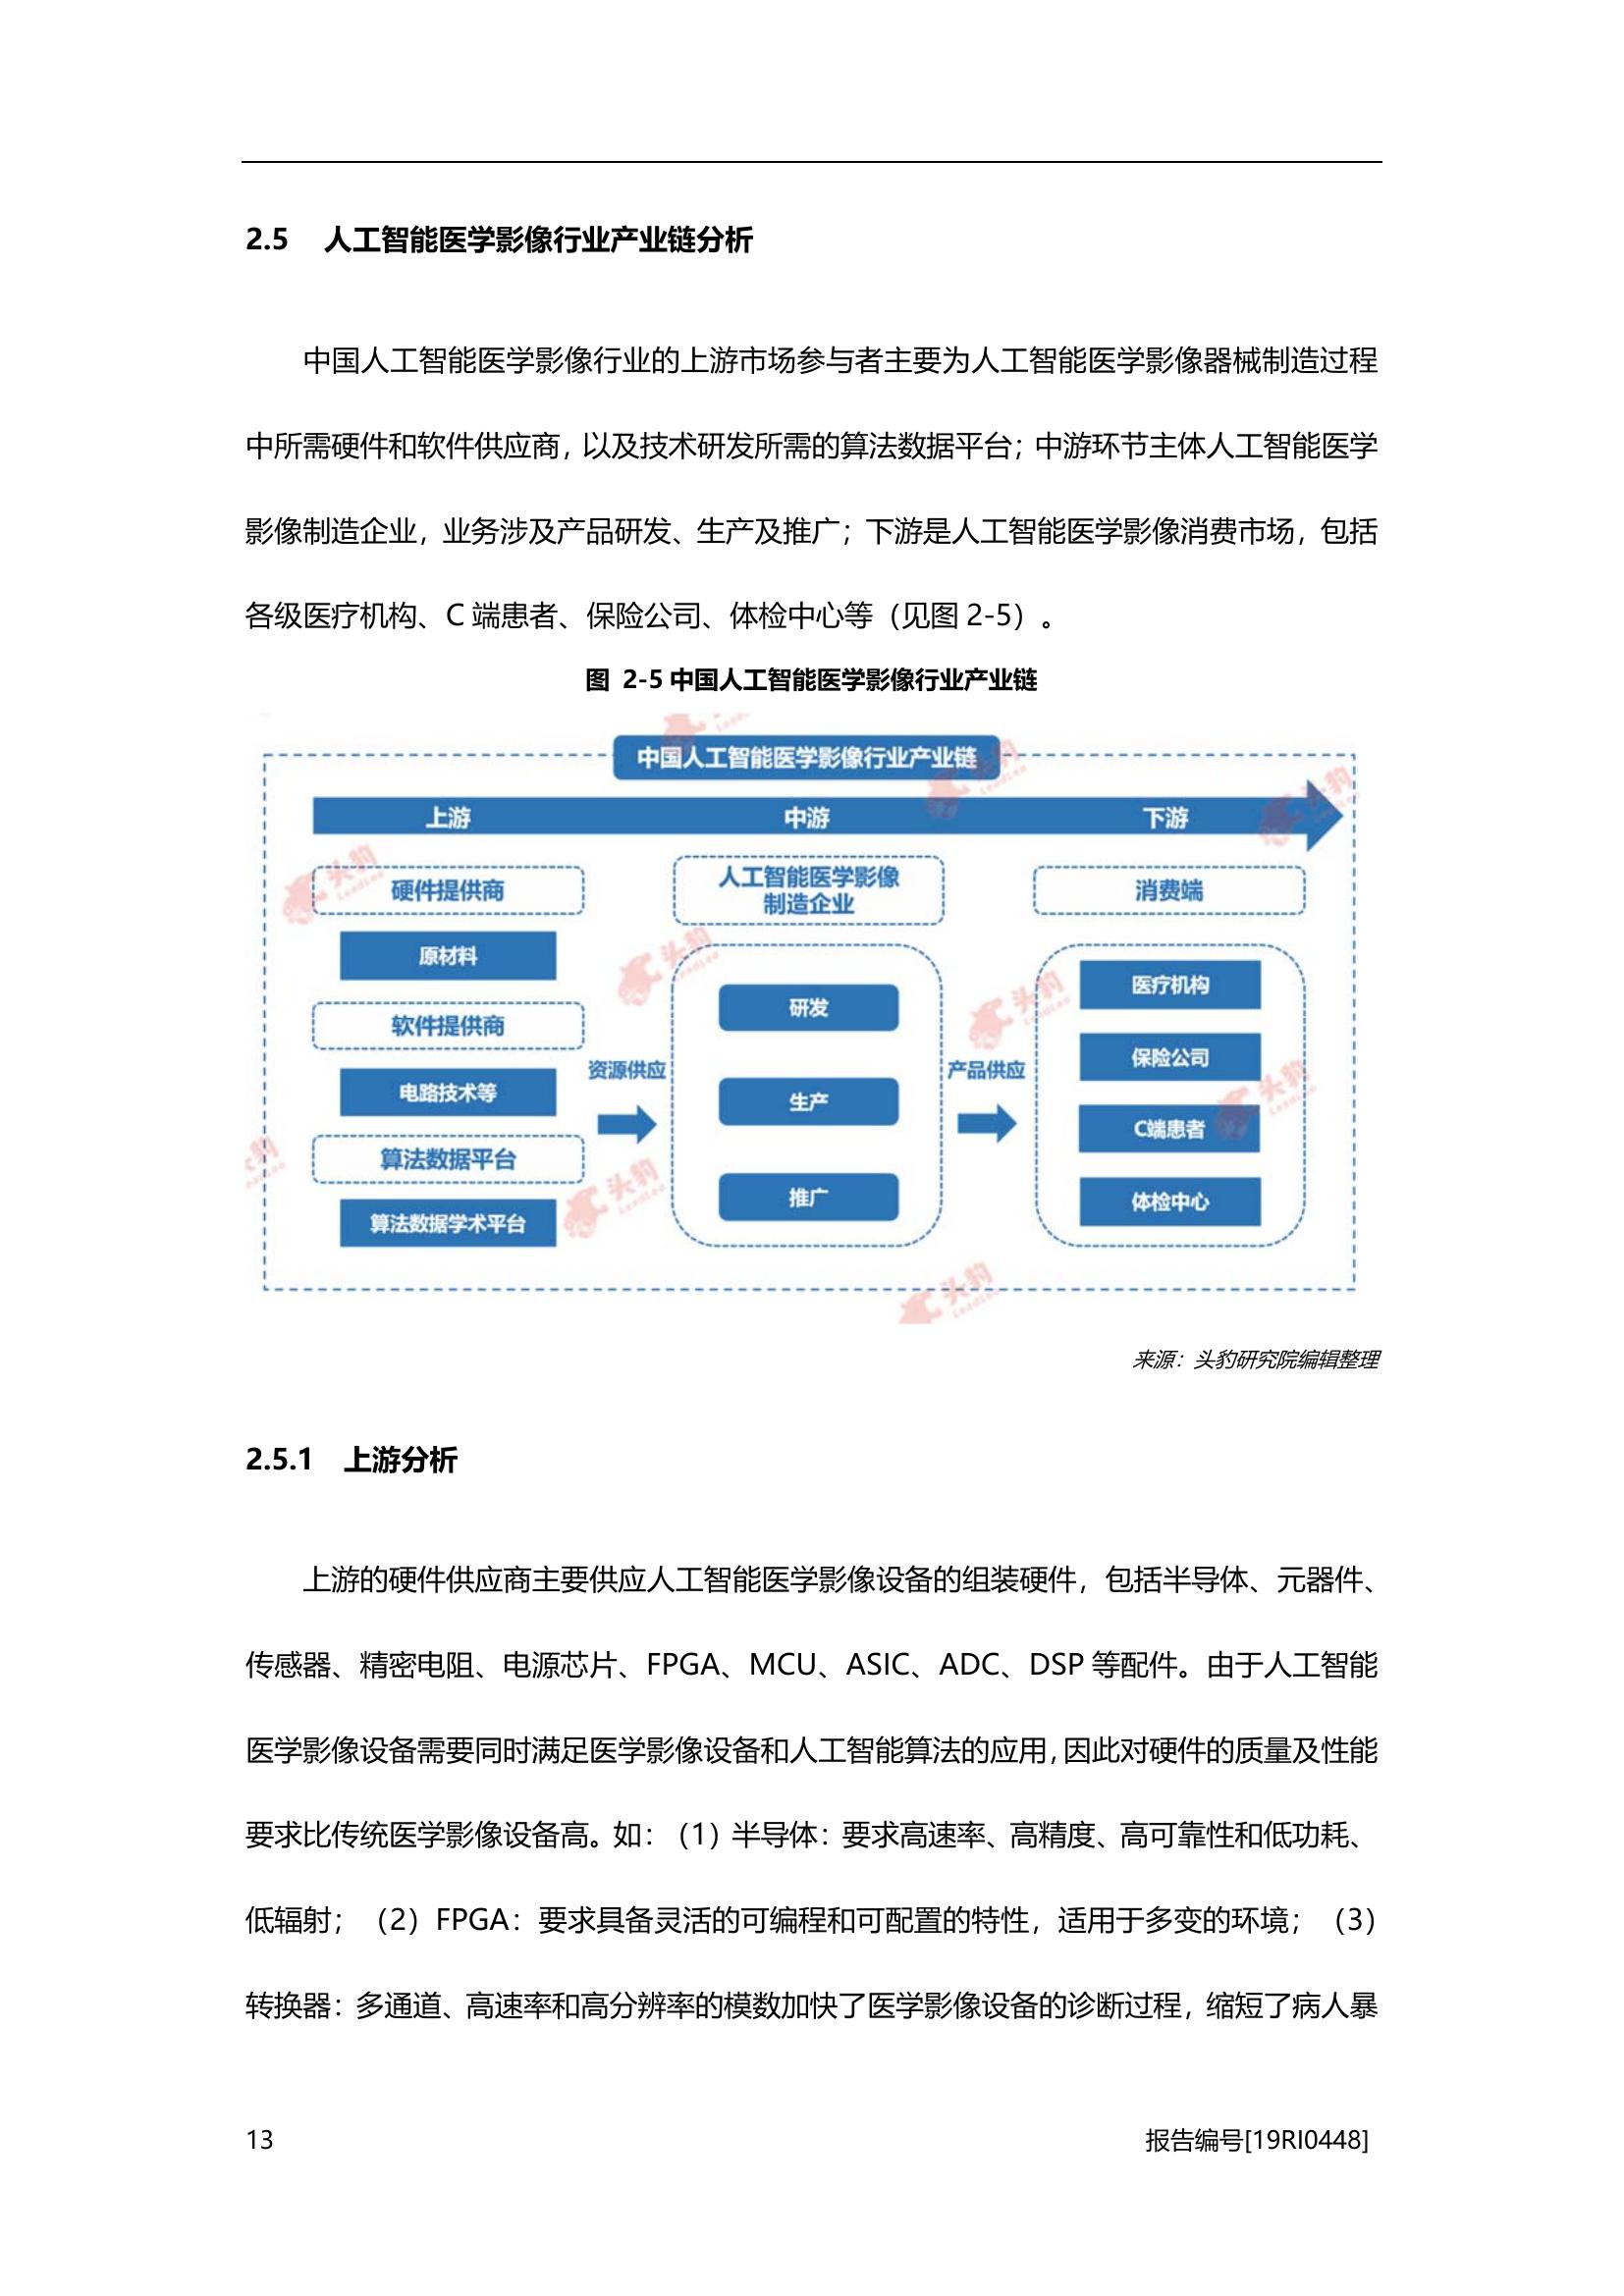 2.5 人工智能医学影像行业产业链分析
中国人工智能医学影像行业的上游市场参与者主要为人工智能医学影像器械制造过程
中所需硬件和软件供应商，以及技术研发所需的算法数据平台；中游环节主体人工智能医学
影像制造企业，业务涉及产品研发、生产及推广；下游是人工智能医学影像消费市场，包括
各级医疗机构、C 端患者、保险公司、体检中心等（见图 2-5）。
图 2-5 中国人工智能医学影像行业产业链
中国人工智能医学影像行业产业链
上游
中游
下游
硬件提供商
原材料
软件提供商
电路技术等
算法数据平台
算法数据学术平台
资源供应
人工智能医学影像
制造企业
研发
生产
推广
产品供应
消费端
医疗机构
保险公司
C端患者
体检中心
头豹
LeadLeo
头豹
LeadLeo
头豹
LeadLeo
头豹
LeadLeo
头豹
LeadLeo
头豹
LeadLeo
头豹
LeadLeo
头豹
LeadLeo
来源：头豹研究院编辑整理
2.5.1 上游分析
上游的硬件供应商主要供应人工智能医学影像设备的组装硬件，包括半导体、元器件、
传感器、精密电阻、电源芯片、FPGA、MCU、ASIC、ADC、DSP 等配件。由于人工智能
医学影像设备需要同时满足医学影像设备和人工智能算法的应用，因此对硬件的质量及性能
要求比传统医学影像设备高。如：（1）半导体：要求高速率、高精度、高可靠性和低功耗、
低辐射；（2）FPGA：要求具备灵活的可编程和可配置的特性，适用于多变的环境；（3）
转换器：多通道、高速率和高分辨率的模数加快了医学影像设备的诊断过程，缩短了病人暴
13
报告编号[19RI0448]